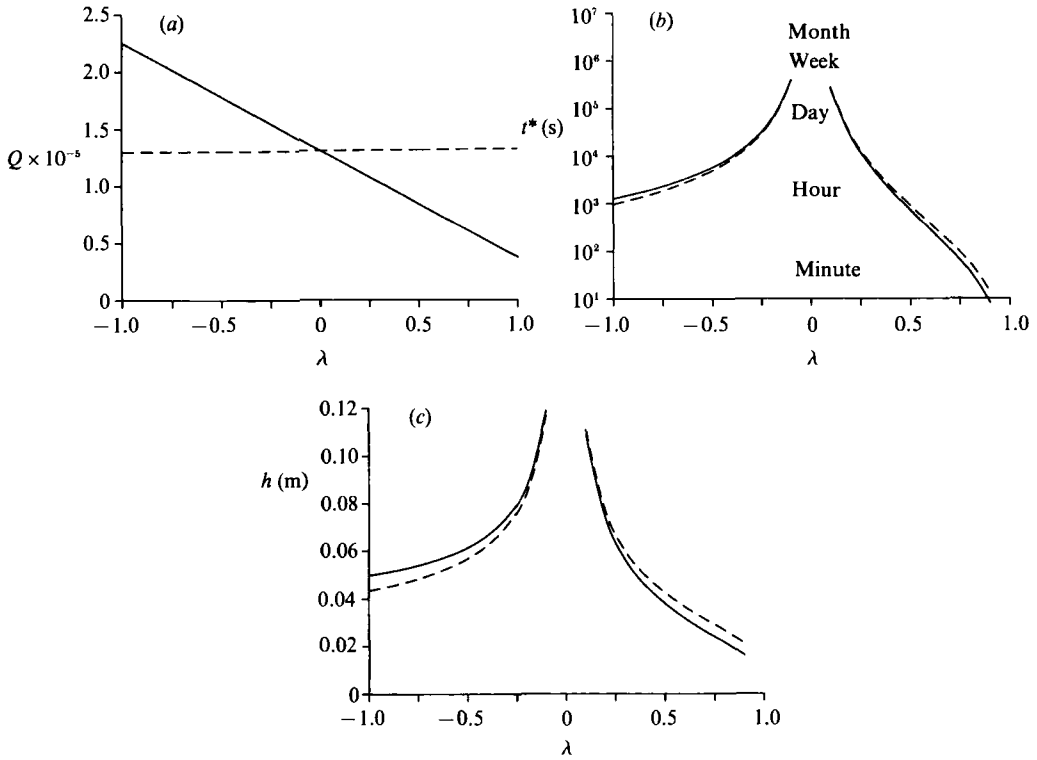 (a)
2.5
2.0
1.5
Q × 10⁻⁵
1.0
0.5
0
−1.0 −0.5 0 0.5 1.0
λ
(b)
10⁷
10⁶
10⁵
t* (s)
10⁴
10³
10²
10¹
Month
Week
Day
Hour
Minute
−1.0 −0.5 0 0.5 1.0
λ
(c)
0.12
0.10
h (m)
0.08
0.06
0.04
0.02
0
−1.0 −0.5 0 0.5 1.0
λ